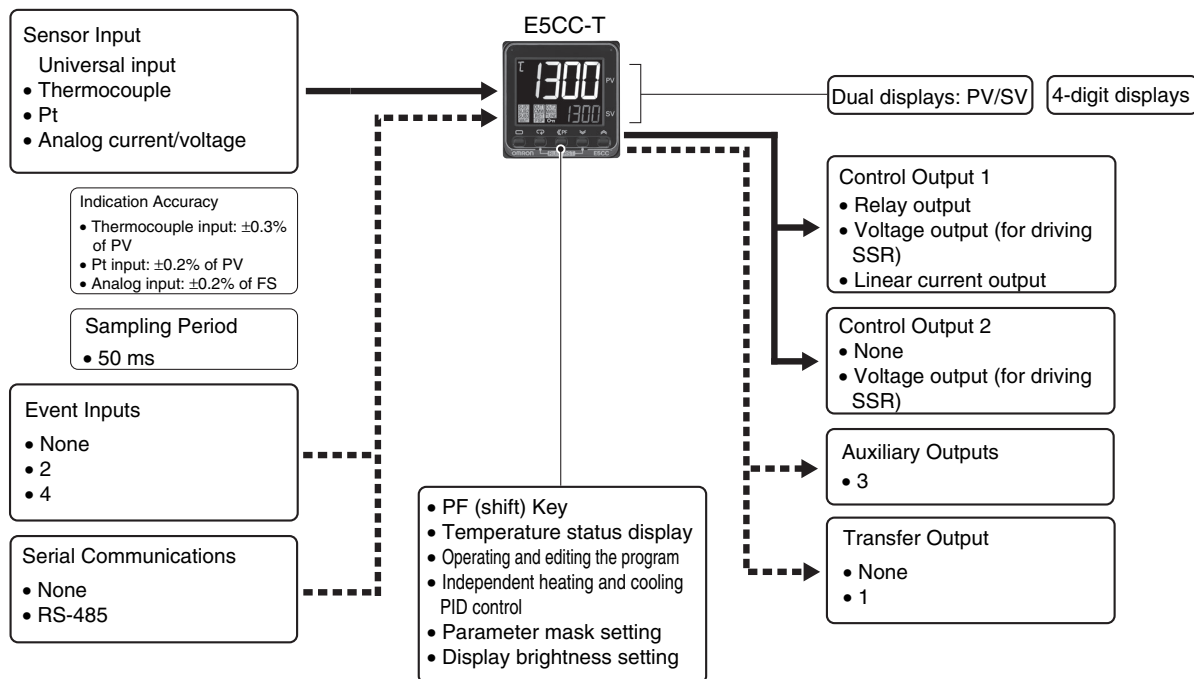 Sensor Input
Universal input
• Thermocouple
• Pt
• Analog current/voltage
Indication Accuracy
• Thermocouple input: ±0.3%
of PV
• Pt input: ±0.2% of PV
• Analog input: ±0.2% of FS
Sampling Period
• 50 ms
Event Inputs
• None
• 2
• 4
Serial Communications
• None
• RS-485
E5CC-T
1300
PV
1300
SV
PF
OMRON
E5CC
• PF (shift) Key
• Temperature status display
• Operating and editing the program
• Independent heating and cooling
PID control
• Parameter mask setting
• Display brightness setting
Dual displays: PV/SV
4-digit displays
Control Output 1
• Relay output
• Voltage output (for driving
SSR)
• Linear current output
Control Output 2
• None
• Voltage output (for driving
SSR)
Auxiliary Outputs
• 3
Transfer Output
• None
• 1